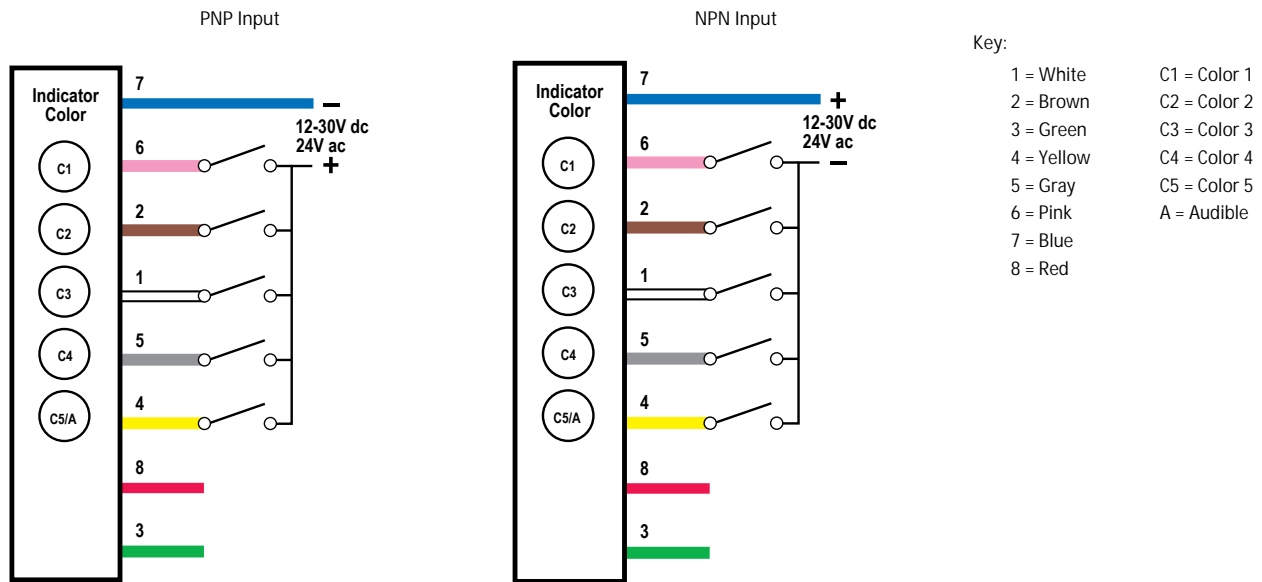 PNP Input
Indicator
Color
7
–
12-30V dc
24V ac
+
C1
6
C2
2
C3
1
C4
5
C5/A
4
8
3
NPN Input
Indicator
Color
7
+
12-30V dc
24V ac
–
C1
6
C2
2
C3
1
C4
5
C5/A
4
8
3
Key:
1 = White
2 = Brown
3 = Green
4 = Yellow
5 = Gray
6 = Pink
7 = Blue
8 = Red
C1 = Color 1
C2 = Color 2
C3 = Color 3
C4 = Color 4
C5 = Color 5
A = Audible